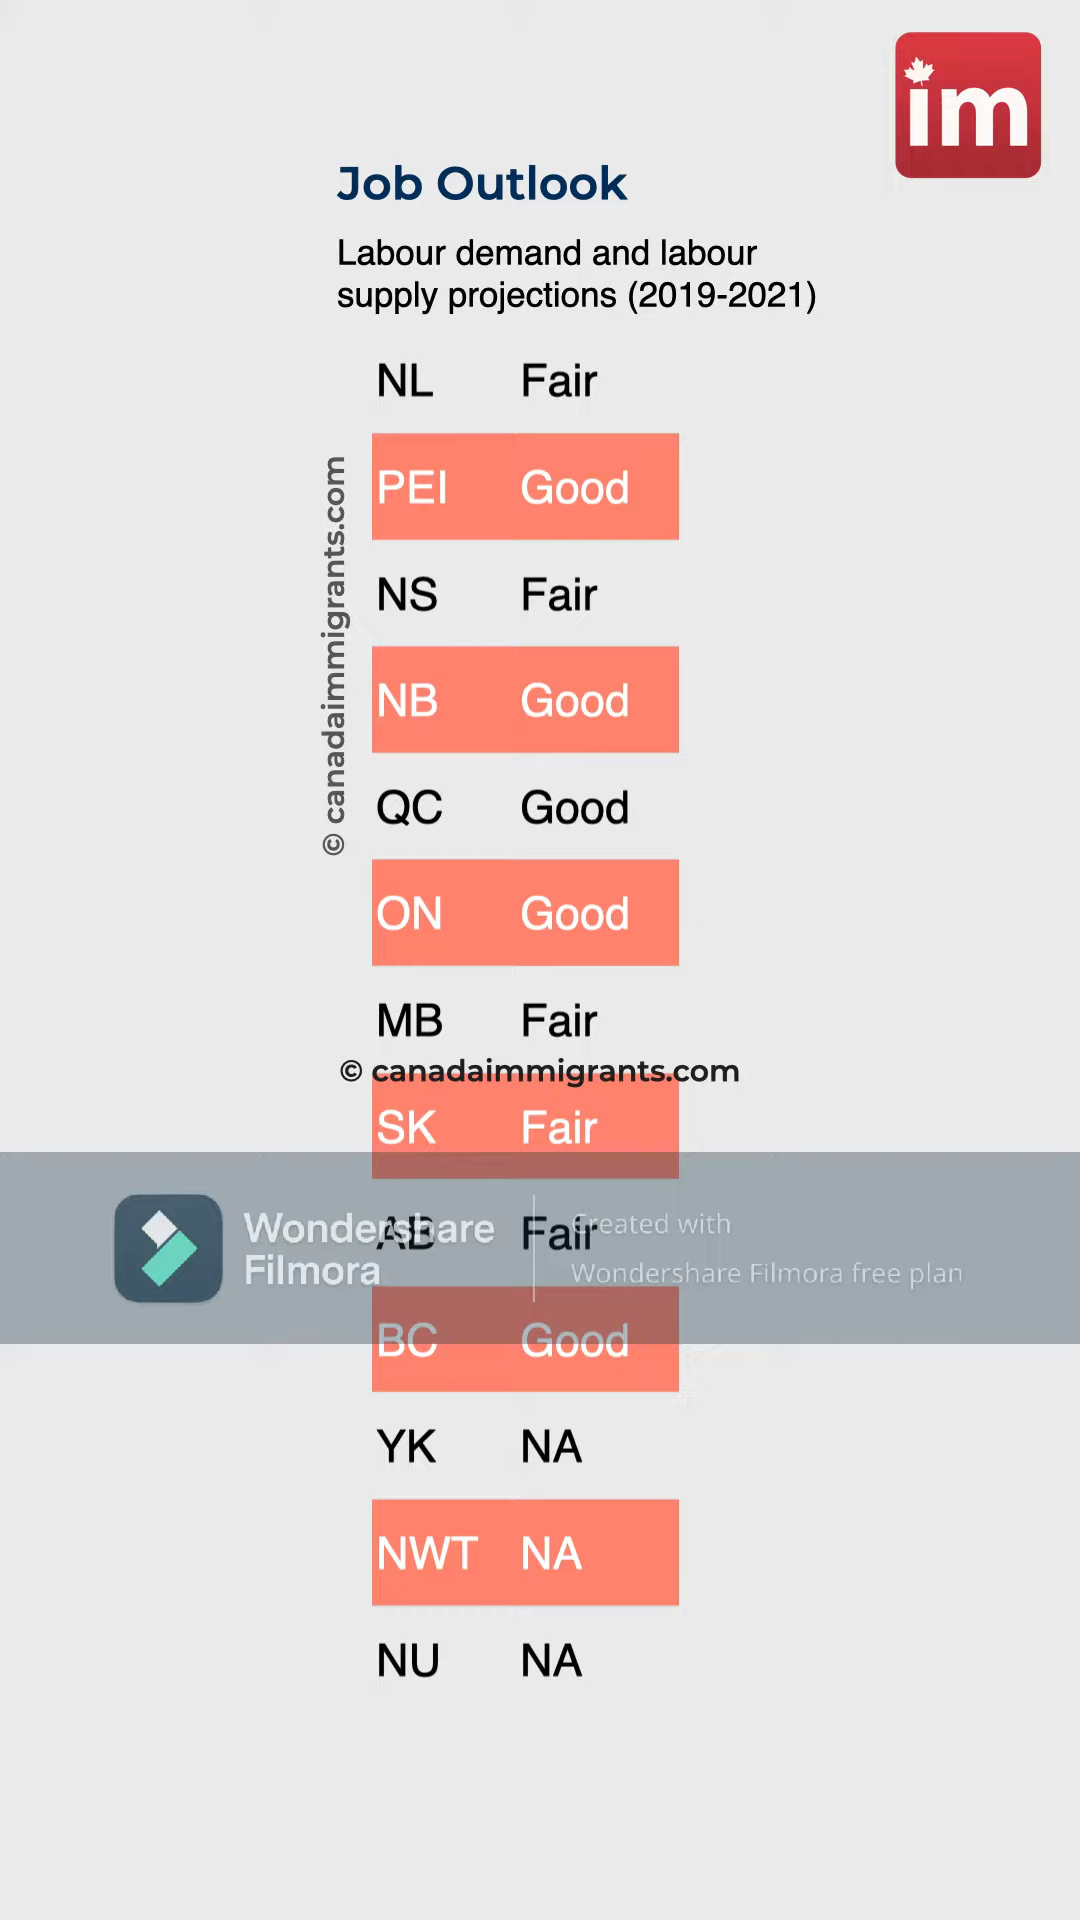 im
Job Outlook
Labour demand and labour
supply projections (2019-2021)
NL Fair
PEI Good
NS Fair
NB Good
QC Good
ON Good
MB Fair
© canadaimmigrants.com
© canadaimmigrants.com
SK Fair
AB Fair
Wondershare
Filmora
Created with
Wondershare Filmora free plan
BC Good
YK NA
NWT NA
NU NA